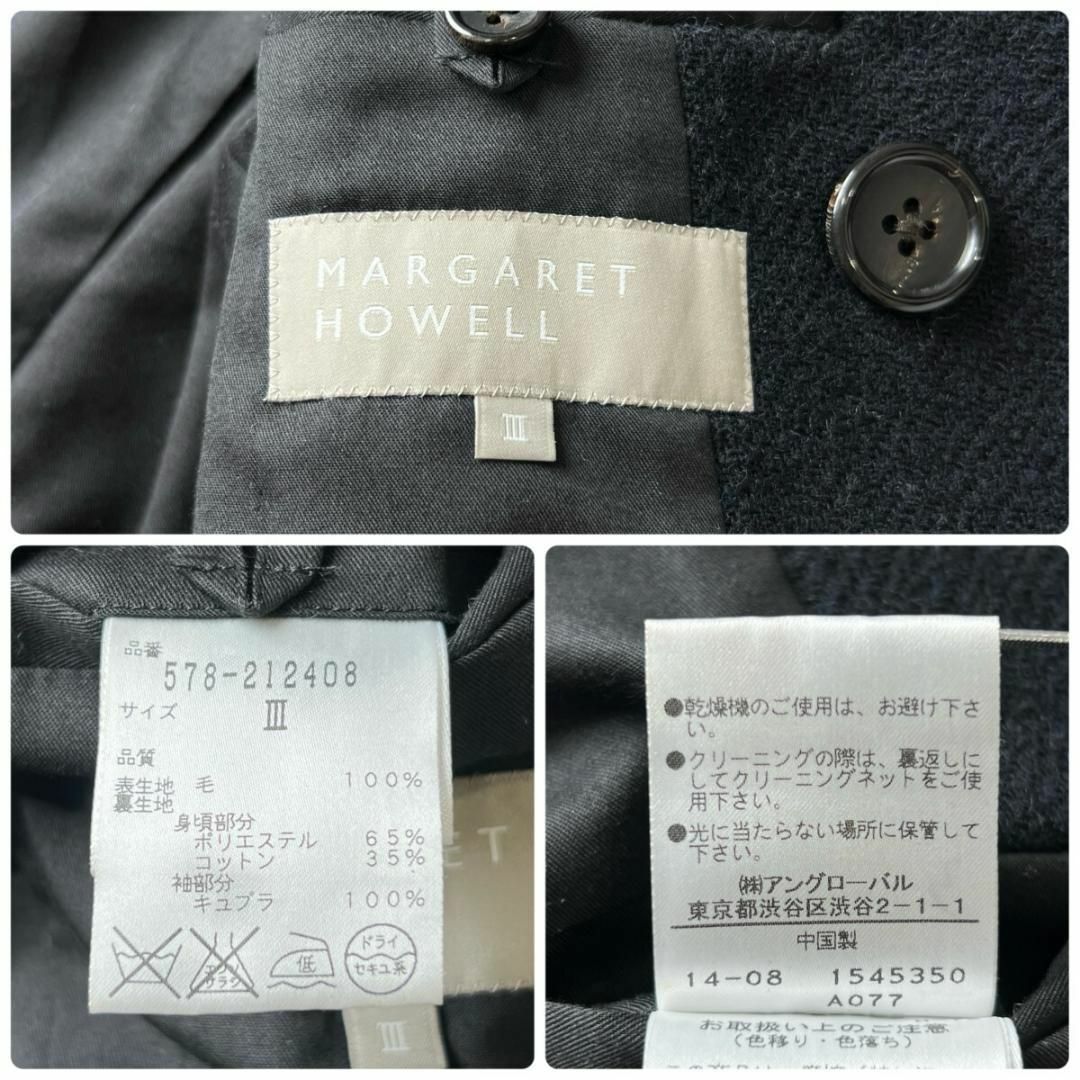 MARGARET
HOWELL
III
品番
578-212408
サイズ
III
品質
表生地 毛 100%
裏生地
身頃部分
ポリエステル 65%
コットン 35%
袖部分
キュプラ 100%
エンソ
サラシ
低
ドライ
セキユ系
ET
III
●乾燥機のご使用は、お避け下さ
い。
●クリーニングの際は、裏返しに
してクリーニングネットをご使
用下さい。
●光に当たらない場所に保管して
下さい。
㈱アングローバル
東京都渋谷区渋谷2-1-1
中国製
14-08 1545350
A077
お取扱い上のご注意
(色移り・色落ち)